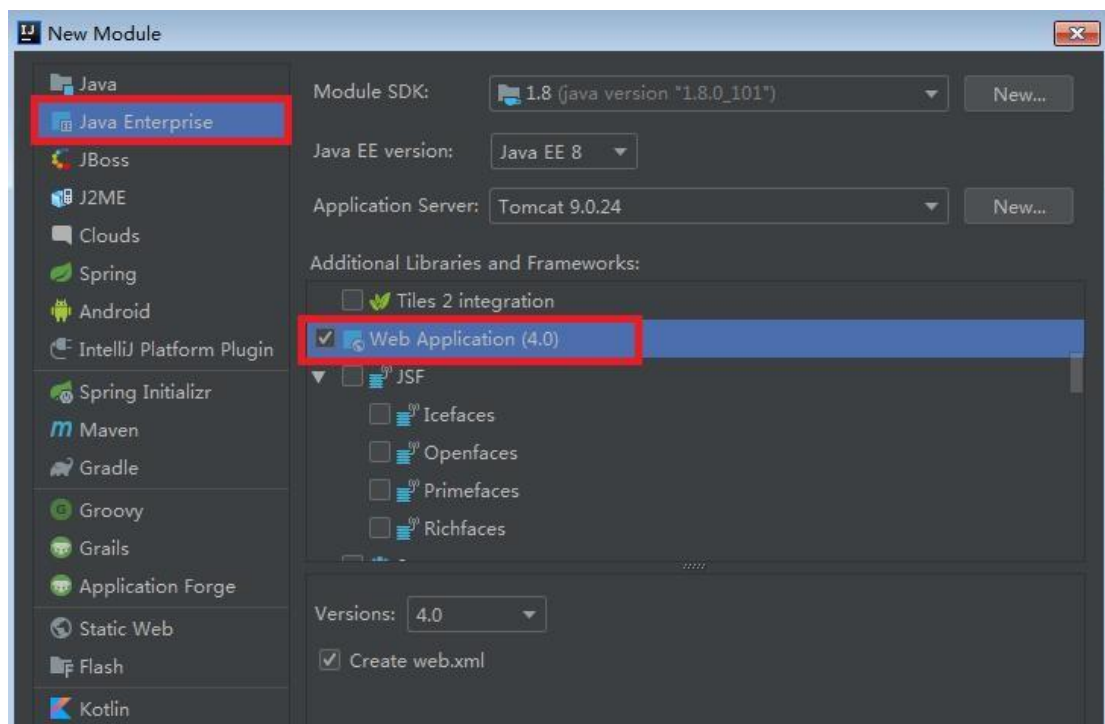 New Module
Java
Java Enterprise
JBoss
J2ME
Clouds
Spring
Android
IntelliJ Platform Plugin
Spring Initializr
Maven
Gradle
Groovy
Grails
Application Forge
Static Web
Flash
Kotlin
Module SDK: 1.8 (java version "1.8.0_101") New...
Java EE version: Java EE 8
Application Server: Tomcat 9.0.24 New...
Additional Libraries and Frameworks:
Tiles 2 integration
Web Application (4.0)
JSF
Icefaces
Openfaces
Primefaces
Richfaces
Versions: 4.0
Create web.xml